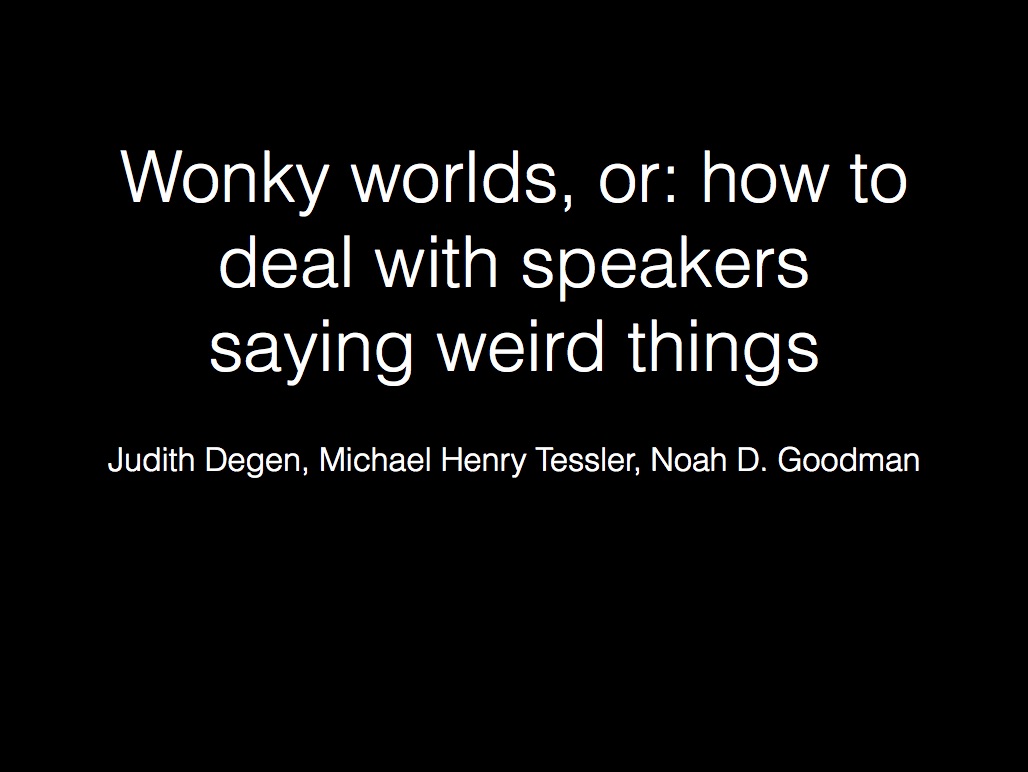 Wonky worlds, or: how to
deal with speakers
saying weird things
Judith Degen, Michael Henry Tessler, Noah D. Goodman